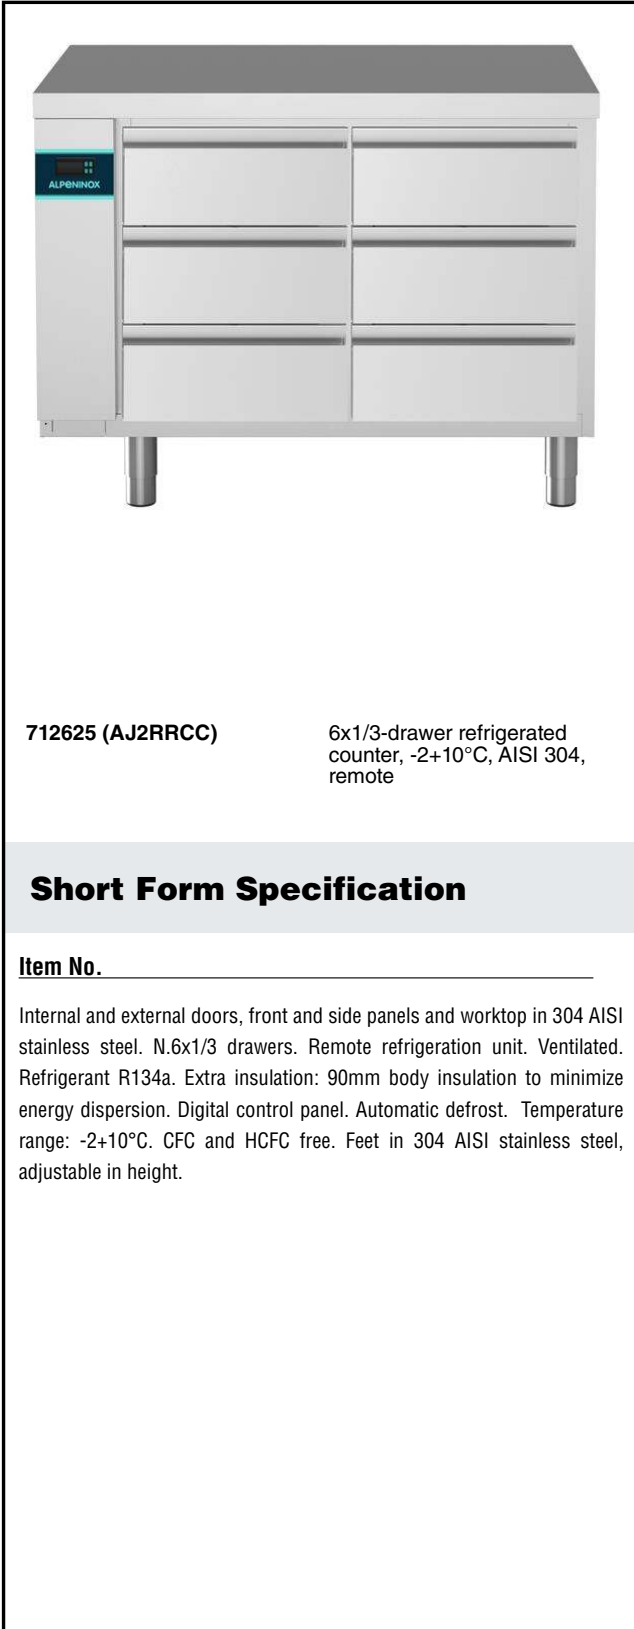 ALPENINOX
712625 (AJ2RRCC)
6x1/3-drawer refrigerated
counter, -2+10°C, AISI 304,
remote
Short Form Specification
Item No.
Internal and external doors, front and side panels and worktop in 304 AISI
stainless steel. N.6x1/3 drawers. Remote refrigeration unit. Ventilated.
Refrigerant R134a. Extra insulation: 90mm body insulation to minimize
energy dispersion. Digital control panel. Automatic defrost. Temperature
range: -2+10°C. CFC and HCFC free. Feet in 304 AISI stainless steel,
adjustable in height.